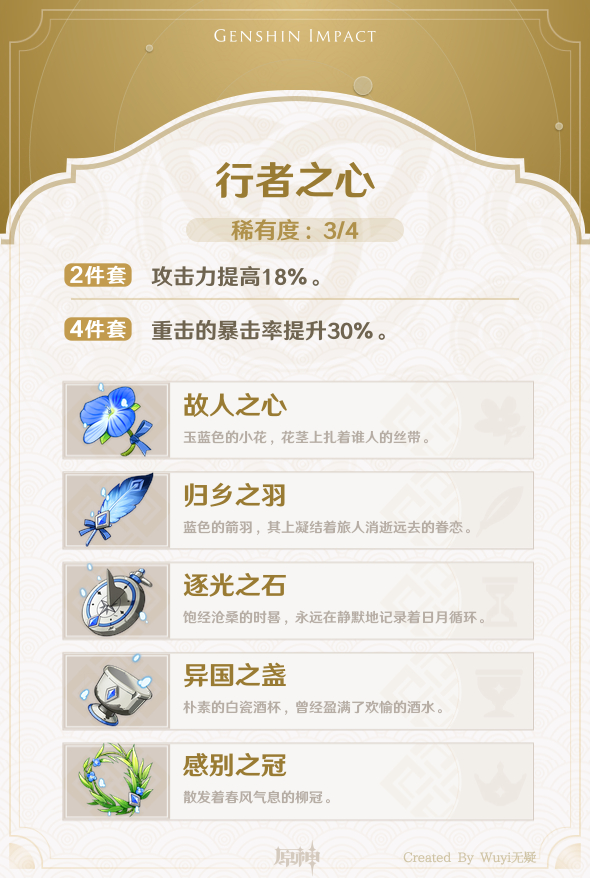 GENSHIN IMPACT
行者之心
稀有度：3/4
2件套 攻击力提高18%。
4件套 重击的暴击率提升30%。
故人之心
玉蓝色的小花，花茎上扎着谁人的丝带。
归乡之羽
蓝色的箭羽，其上凝结着旅人消逝远去的眷恋。
逐光之石
饱经沧桑的时晷，永远在静默地记录着日月循环。
异国之盏
朴素的白瓷酒杯，曾经盈满了欢愉的酒水。
感别之冠
散发着春风气息的柳冠。
原神
Created By Wuyi无疑